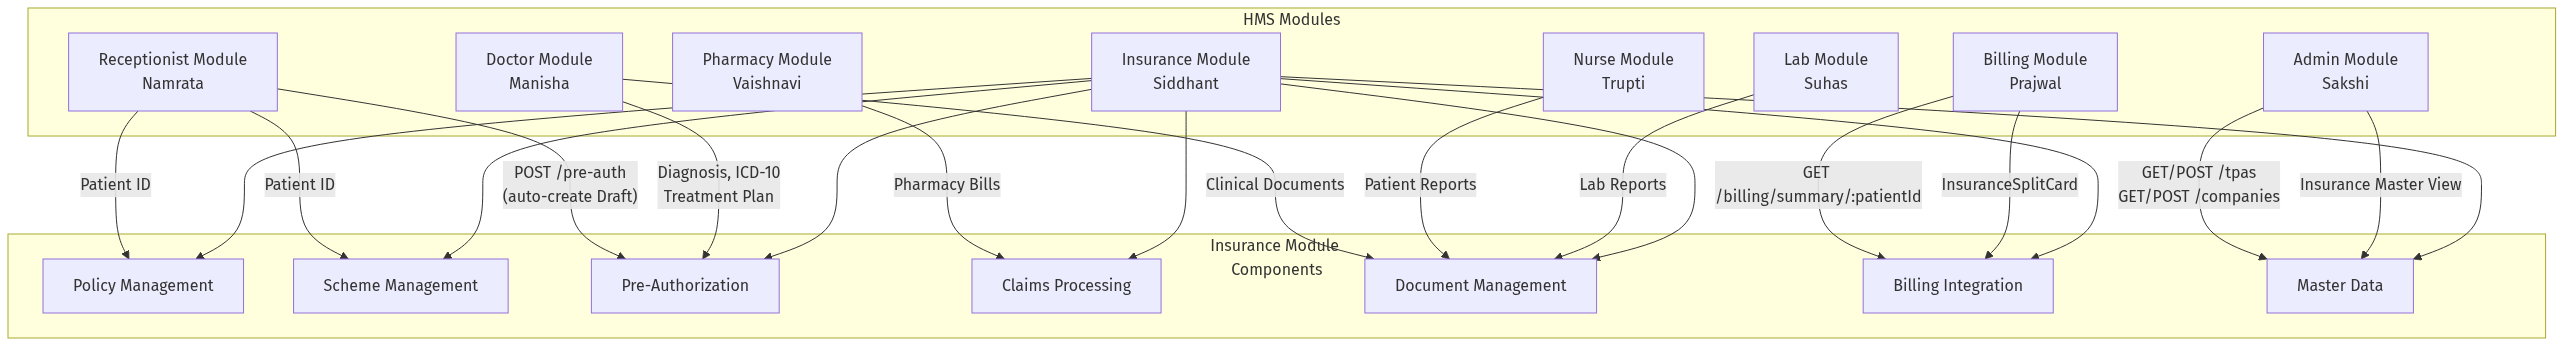 HMS Modules
Receptionist Module
Namrata
Doctor Module
Manisha
Pharmacy Module
Vaishnavi
Insurance Module
Siddhant
Nurse Module
Trupti
Lab Module
Suhas
Billing Module
Prajwal
Admin Module
Sakshi
Patient ID
Patient ID
POST /pre-auth
(auto-create Draft)
Diagnosis, ICD-10
Treatment Plan
Pharmacy Bills
Clinical Documents
Patient Reports
Lab Reports
GET
/billing/summary/:patientId
InsuranceSplitCard
GET/POST /tpas
GET/POST /companies
Insurance Master View
Insurance Module
Components
Policy Management
Scheme Management
Pre-Authorization
Claims Processing
Document Management
Billing Integration
Master Data